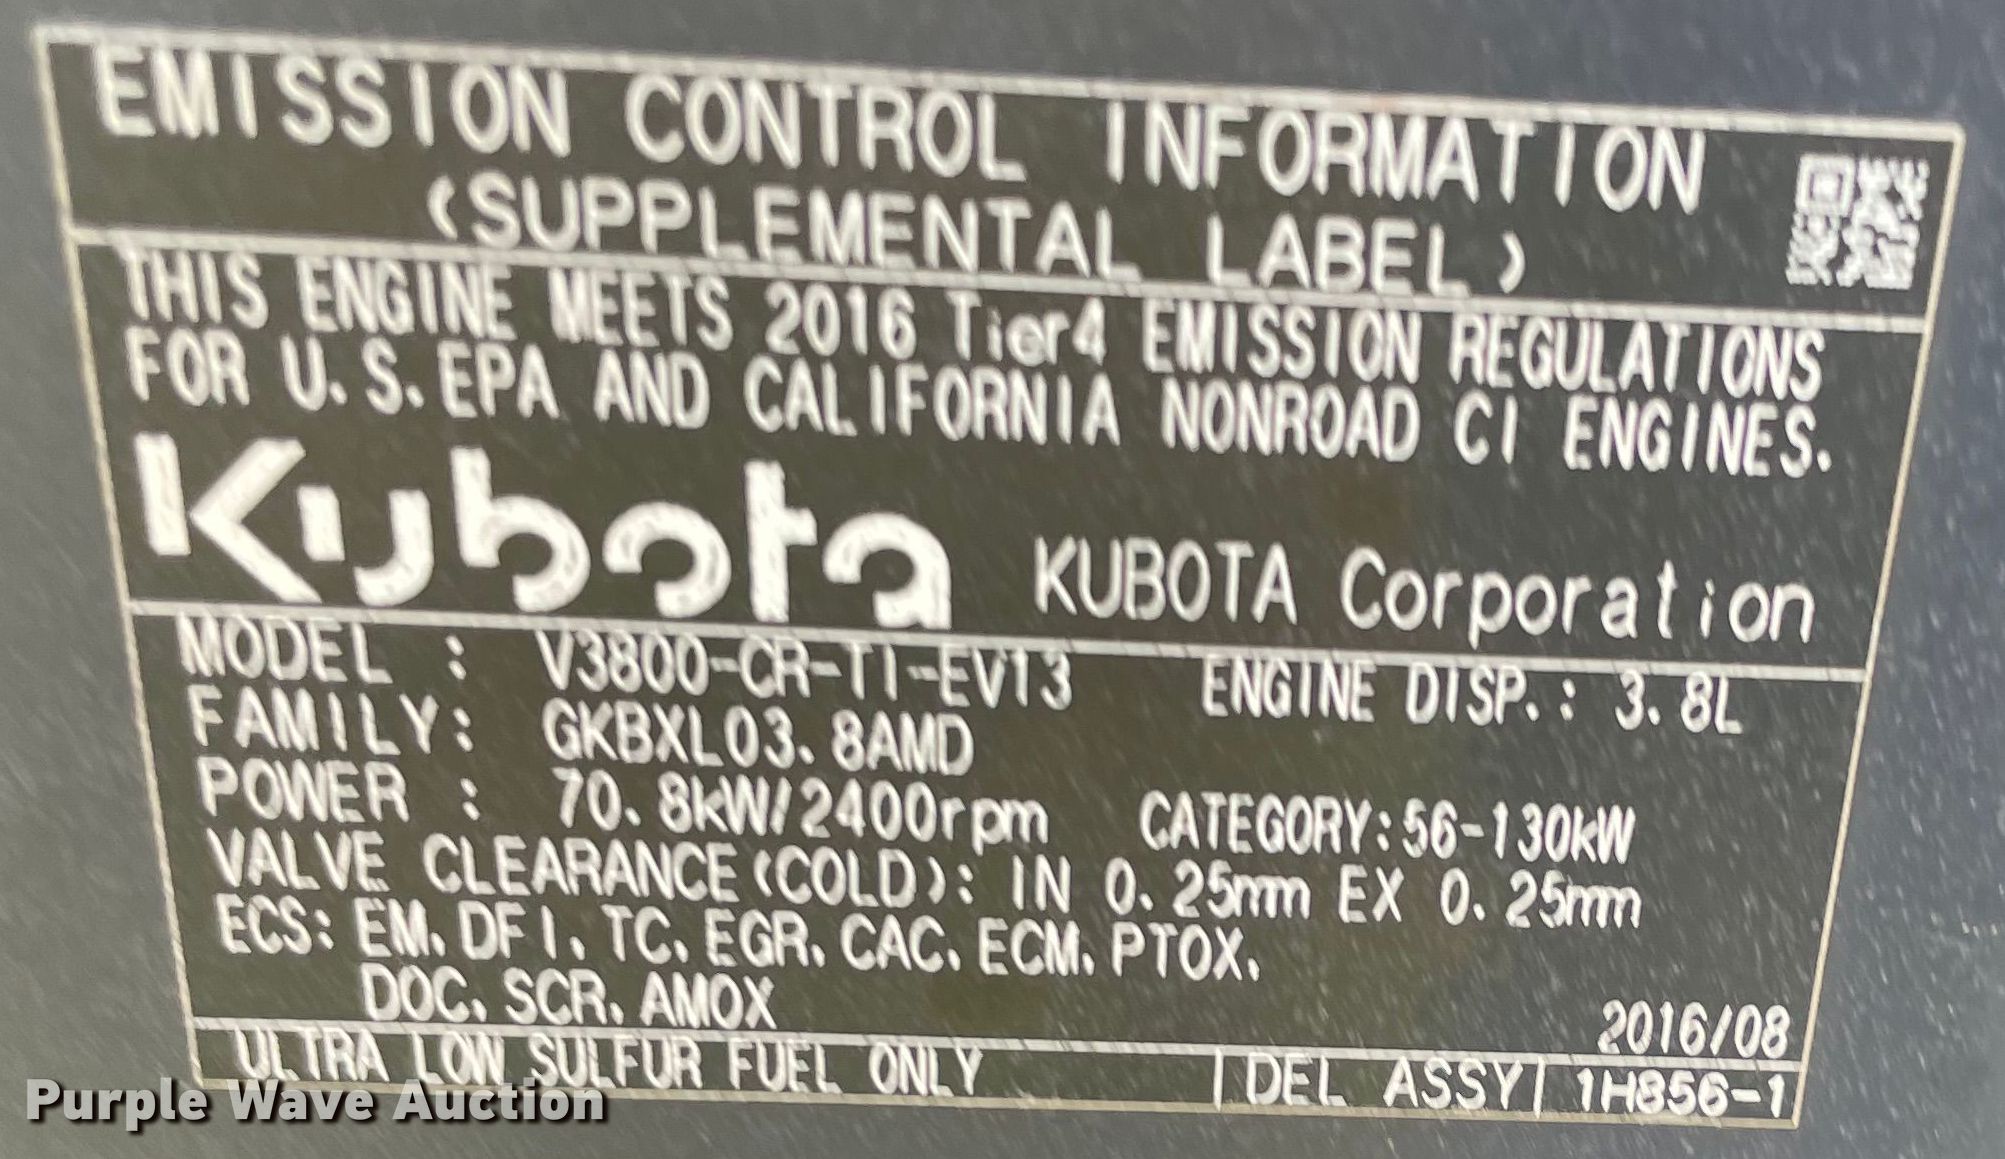 EMISSION CONTROL INFORMATION
(SUPPLEMENTAL LABEL)
THIS ENGINE MEETS 2016 Tier4 EMISSION REGULATIONS
FOR U.S.EPA AND CALIFORNIA NONROAD CI ENGINES.
Kubota KUBOTA Corporation
MODEL : V3800-CR-TI-EV13 ENGINE DISP.: 3.8L
FAMILY: GKBXL03.8AMD
POWER : 70.8kW/2400rpm CATEGORY:56-130kW
VALVE CLEARANCE(COLD): IN 0.25mm EX 0.25mm
ECS: EM, DFI, TC, EGR, CAC, ECM, PTOX,
DOC, SCR, AMOX
2016/08
ULTRA LOW SULFUR FUEL ONLY |DEL ASSY| 1H856-1
Purple Wave Auction